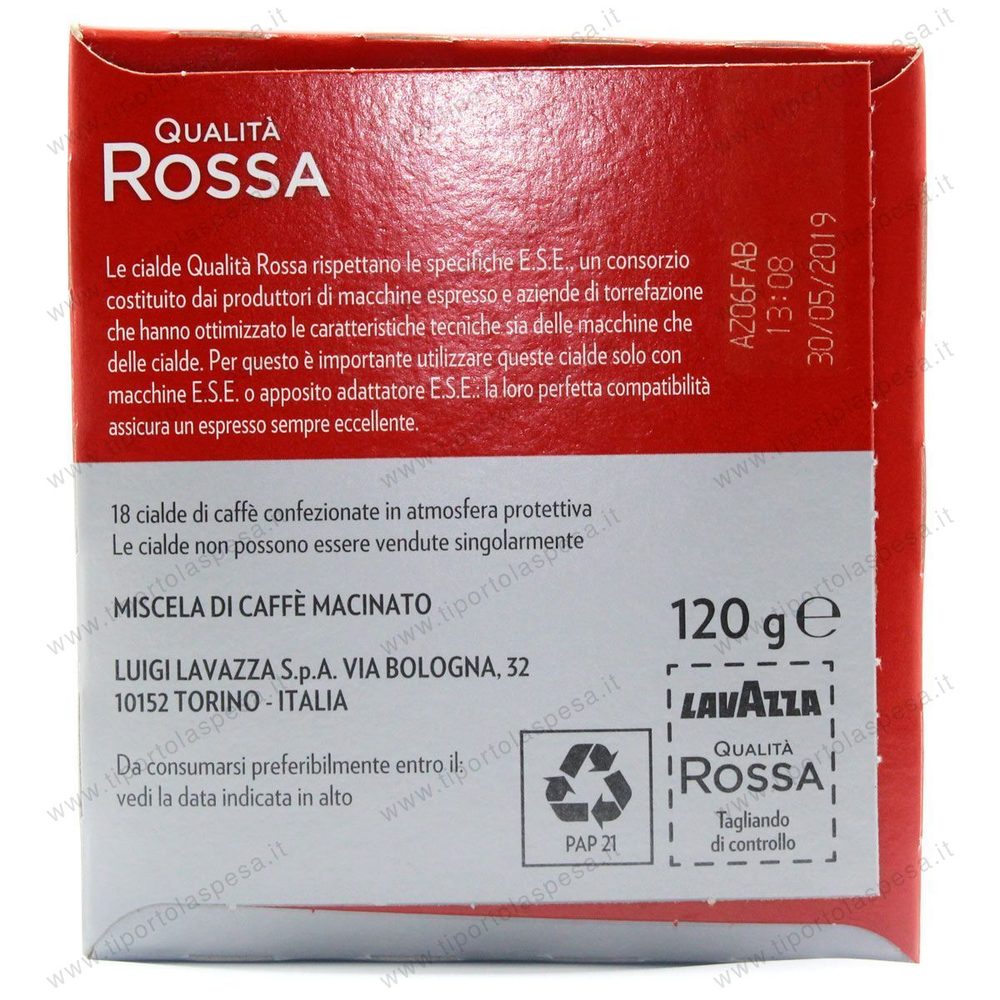 QUALITÀ
ROSSA
Le cialde Qualità Rossa rispettano le specifiche E.S.E., un consorzio
costituito dai produttori di macchine espresso e aziende di torrefazione
che hanno ottimizzato le caratteristiche tecniche sia delle macchine che
delle cialde. Per questo è importante utilizzare queste cialde solo con
macchine E.S.E. o apposito adattatore E.S.E.: la loro perfetta compatibilità
assicura un espresso sempre eccellente.
AZ06FAB
13:08
30/05/2019
18 cialde di caffè confezionate in atmosfera protettiva
Le cialde non possono essere vendute singolarmente
MISCELA DI CAFFÈ MACINATO
120 g ℮
LUIGI LAVAZZA S.p.A. VIA BOLOGNA, 32
10152 TORINO - ITALIA
Da consumarsi preferibilmente entro il:
vedi la data indicata in alto
PAP 21
LAVAZZA
QUALITÀ
ROSSA
Tagliando
di controllo
www.tiportolaspesa.it